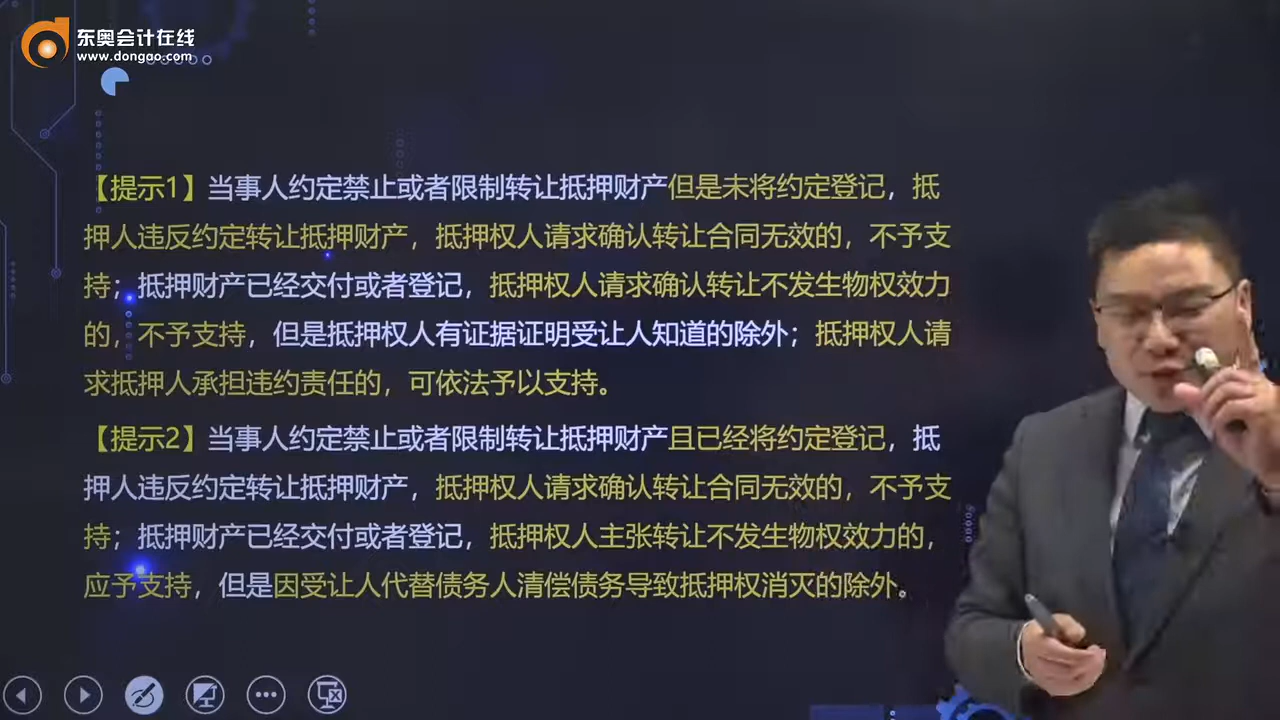 东奥会计在线
www.dongao.com
【提示1】当事人约定禁止或者限制转让抵押财产但是未将约定登记，抵
押人违反约定转让抵押财产，抵押权人请求确认转让合同无效的，不予支
持；抵押财产已经交付或者登记，抵押权人请求确认转让不发生物权效力
的，不予支持，但是抵押权人有证据证明受让人知道的除外；抵押权人请
求抵押人承担违约责任的，可依法予以支持。
【提示2】当事人约定禁止或者限制转让抵押财产且已经将约定登记，抵
押人违反约定转让抵押财产，抵押权人请求确认转让合同无效的，不予支
持；抵押财产已经交付或者登记，抵押权人主张转让不发生物权效力的，
应予支持，但是因受让人代替债务人清偿债务导致抵押权消灭的除外。